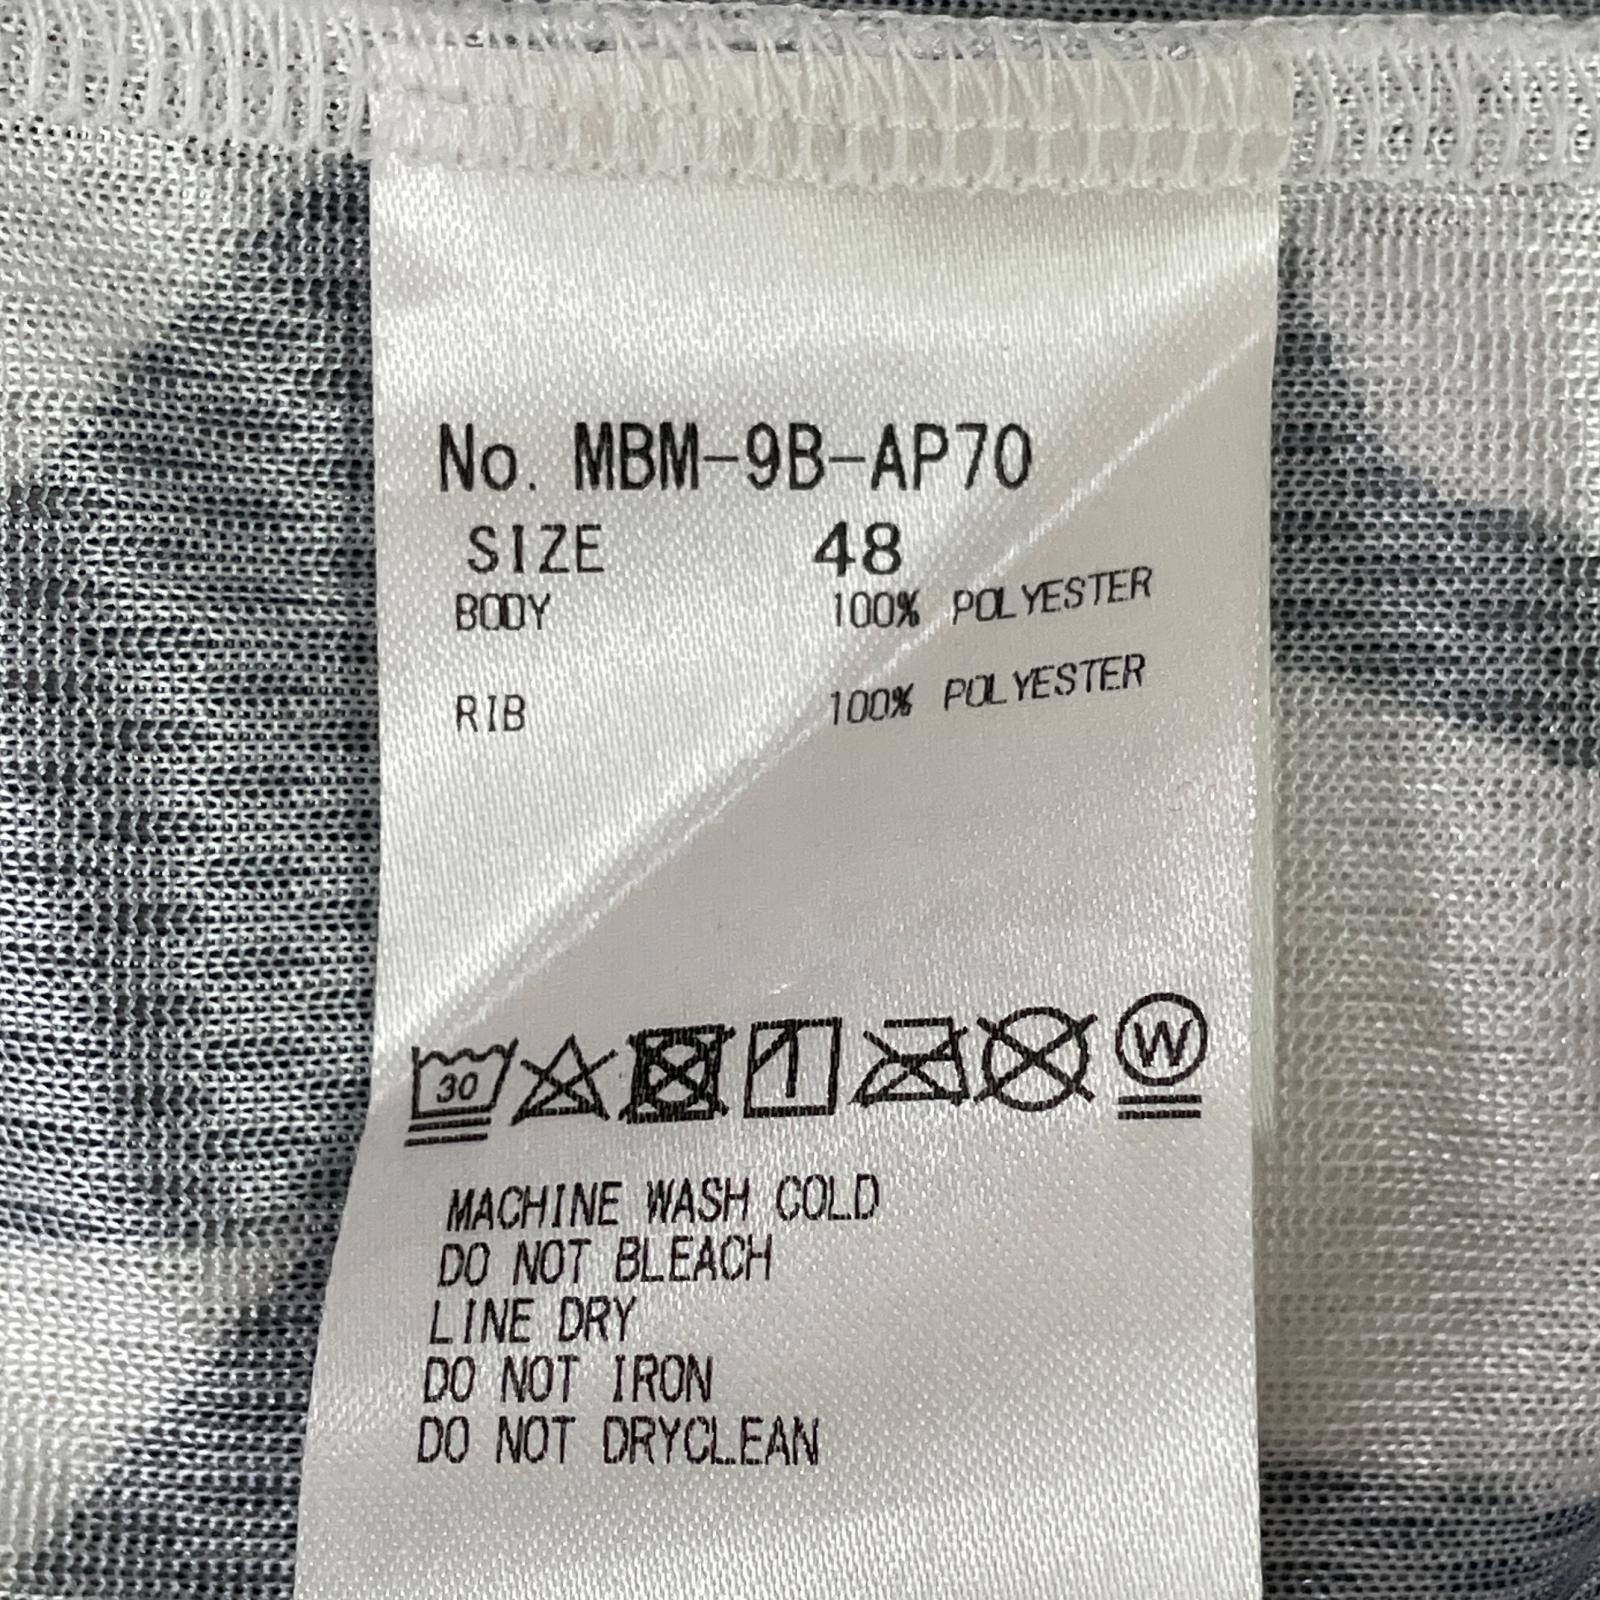 No. MBM-9B-AP70
SIZE 48
BODY 100% POLYESTER
RIB 100% POLYESTER
30 W
MACHINE WASH COLD
DO NOT BLEACH
LINE DRY
DO NOT IRON
DO NOT DRYCLEAN